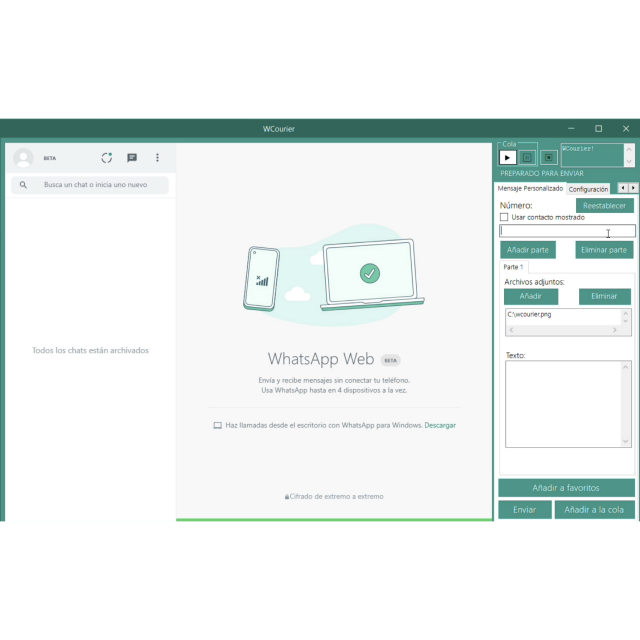 WCourier
BETA
Busca un chat o inicia uno nuevo
Todos los chats están archivados
WhatsApp Web BETA
Envía y recibe mensajes sin conectar tu teléfono.
Usa WhatsApp hasta en 4 dispositivos a la vez.
Haz llamadas desde el escritorio con WhatsApp para Windows. Descargar
Cifrado de extremo a extremo
Cola
WCourier!
PREPARADO PARA ENVIAR
Mensaje Personalizado Configuración
Número: Reestablecer
Usar contacto mostrado
Añadir parte Eliminar parte
Parte 1
Archivos adjuntos:
Añadir Eliminar
C:\wcourier.png
Texto:
Añadir a favoritos
Enviar Añadir a la cola